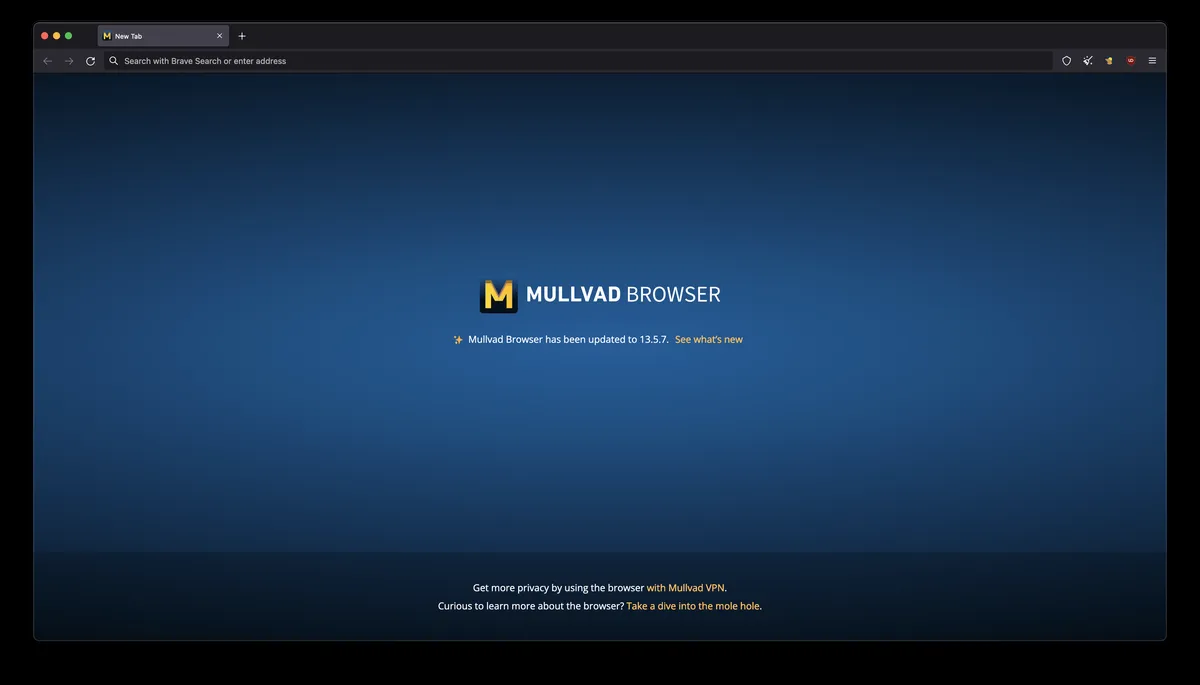 New Tab
Search with Brave Search or enter address
MULLVAD BROWSER
Mullvad Browser has been updated to 13.5.7. See what's new
Get more privacy by using the browser with Mullvad VPN.
Curious to learn more about the browser? Take a dive into the mole hole.